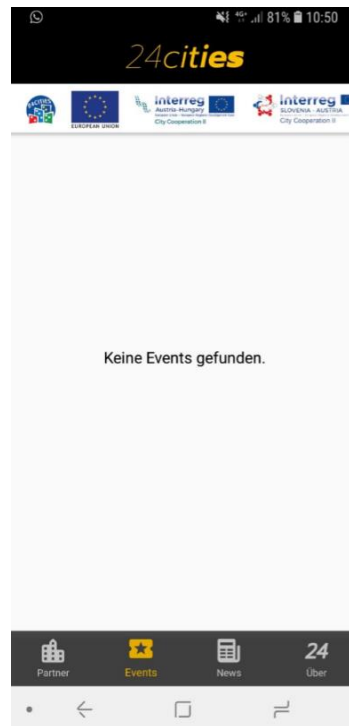 81% 10:50
24cities
EUROPEAN UNION
Interreg
Austria-Hungary
City Cooperation II
Interreg
SLOVENIA - AUSTRIA
City Cooperation II
Keine Events gefunden.
Partner
Events
News
24
Über